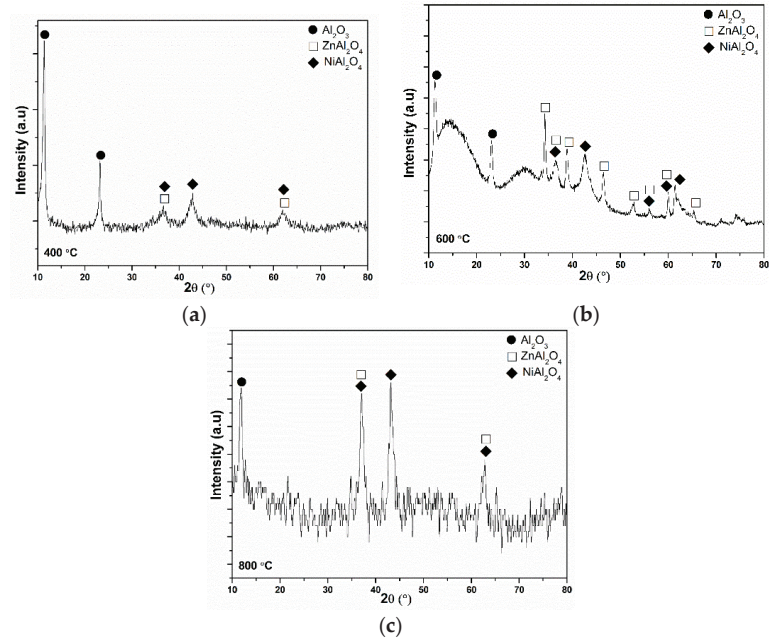 Al₂O₃
ZnAl₂O₄
NiAl₂O₄
Intensity (a.u)
400 °C
10 20 30 40 50 60 70 80
2θ (°)
(a)
Al₂O₃
ZnAl₂O₄
NiAl₂O₄
Intensity (a.u)
600 °C
10 20 30 40 50 60 70 80
2θ (°)
(b)
Al₂O₃
ZnAl₂O₄
NiAl₂O₄
Intensity (a.u)
800 °C
10 20 30 40 50 60 70 80
2θ (°)
(c)